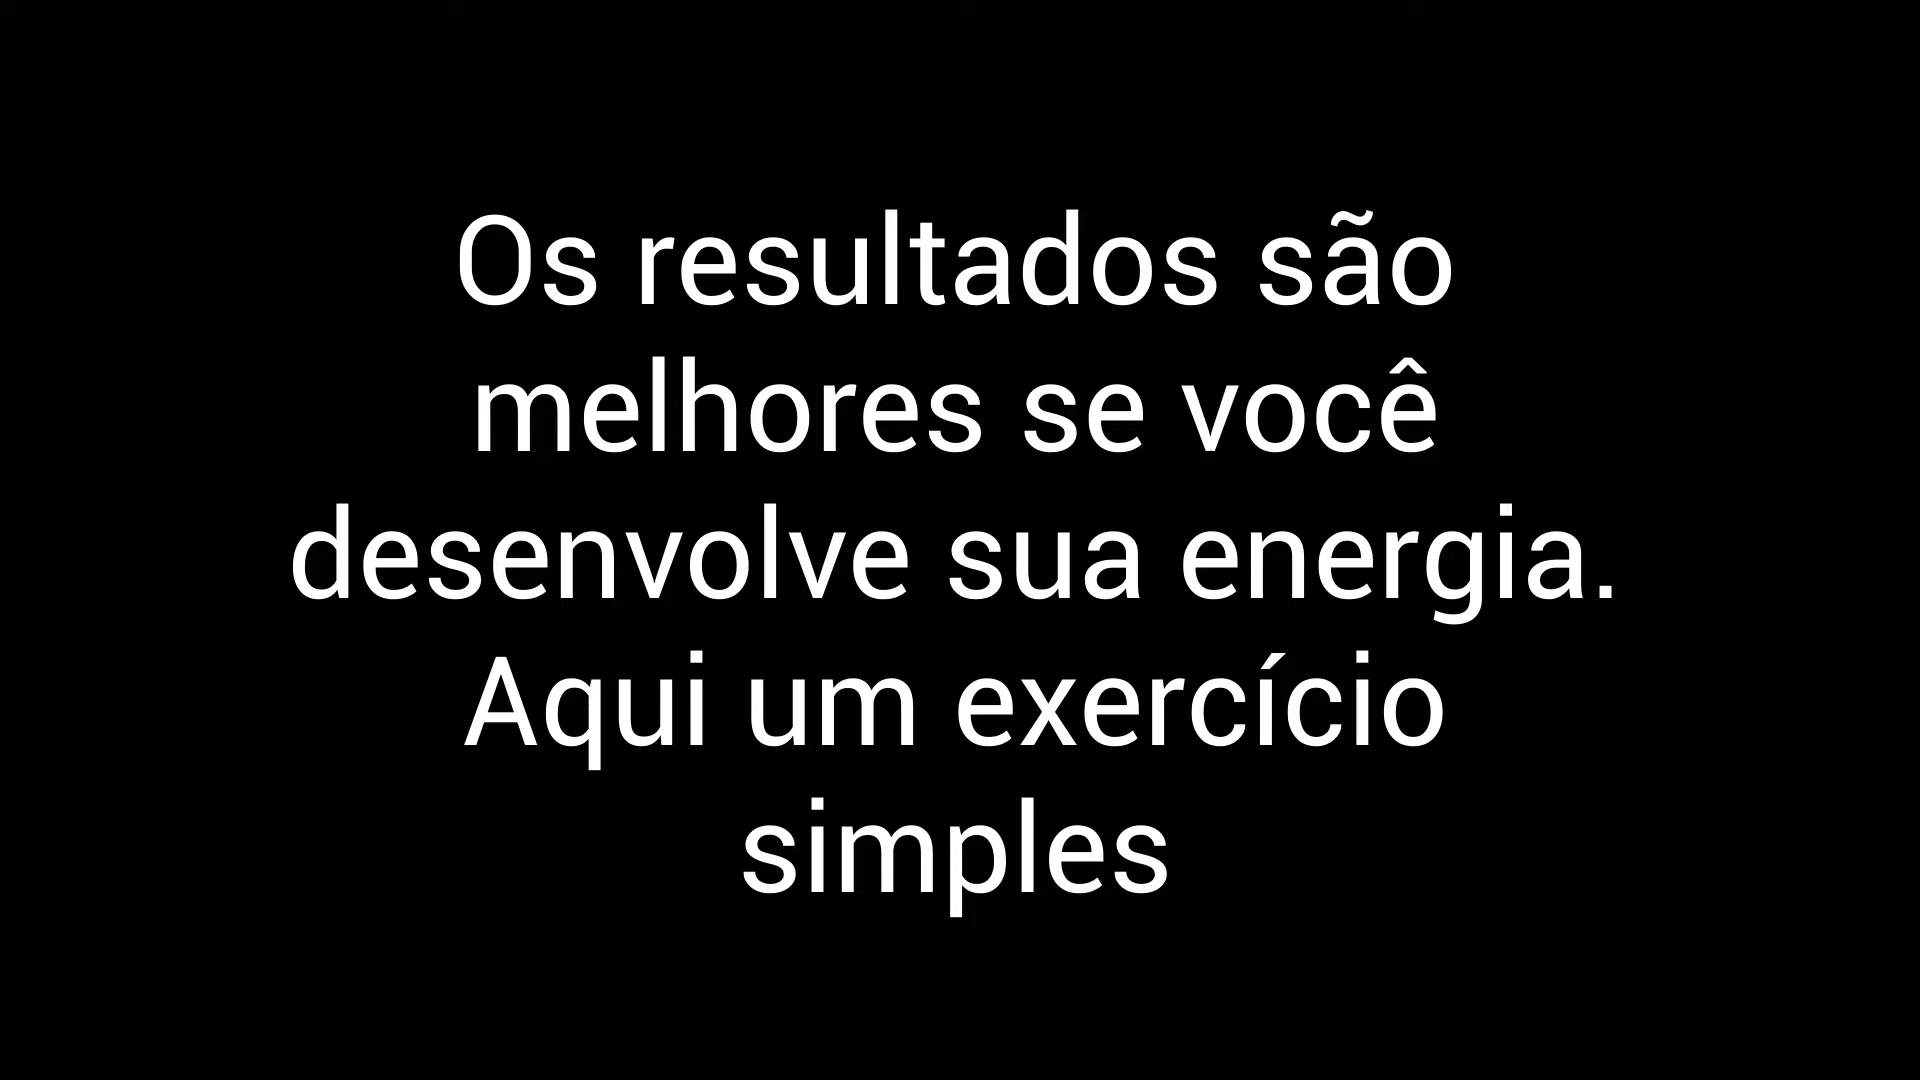 Os resultados são
melhores se você
desenvolve sua energia.
Aqui um exercício
simples